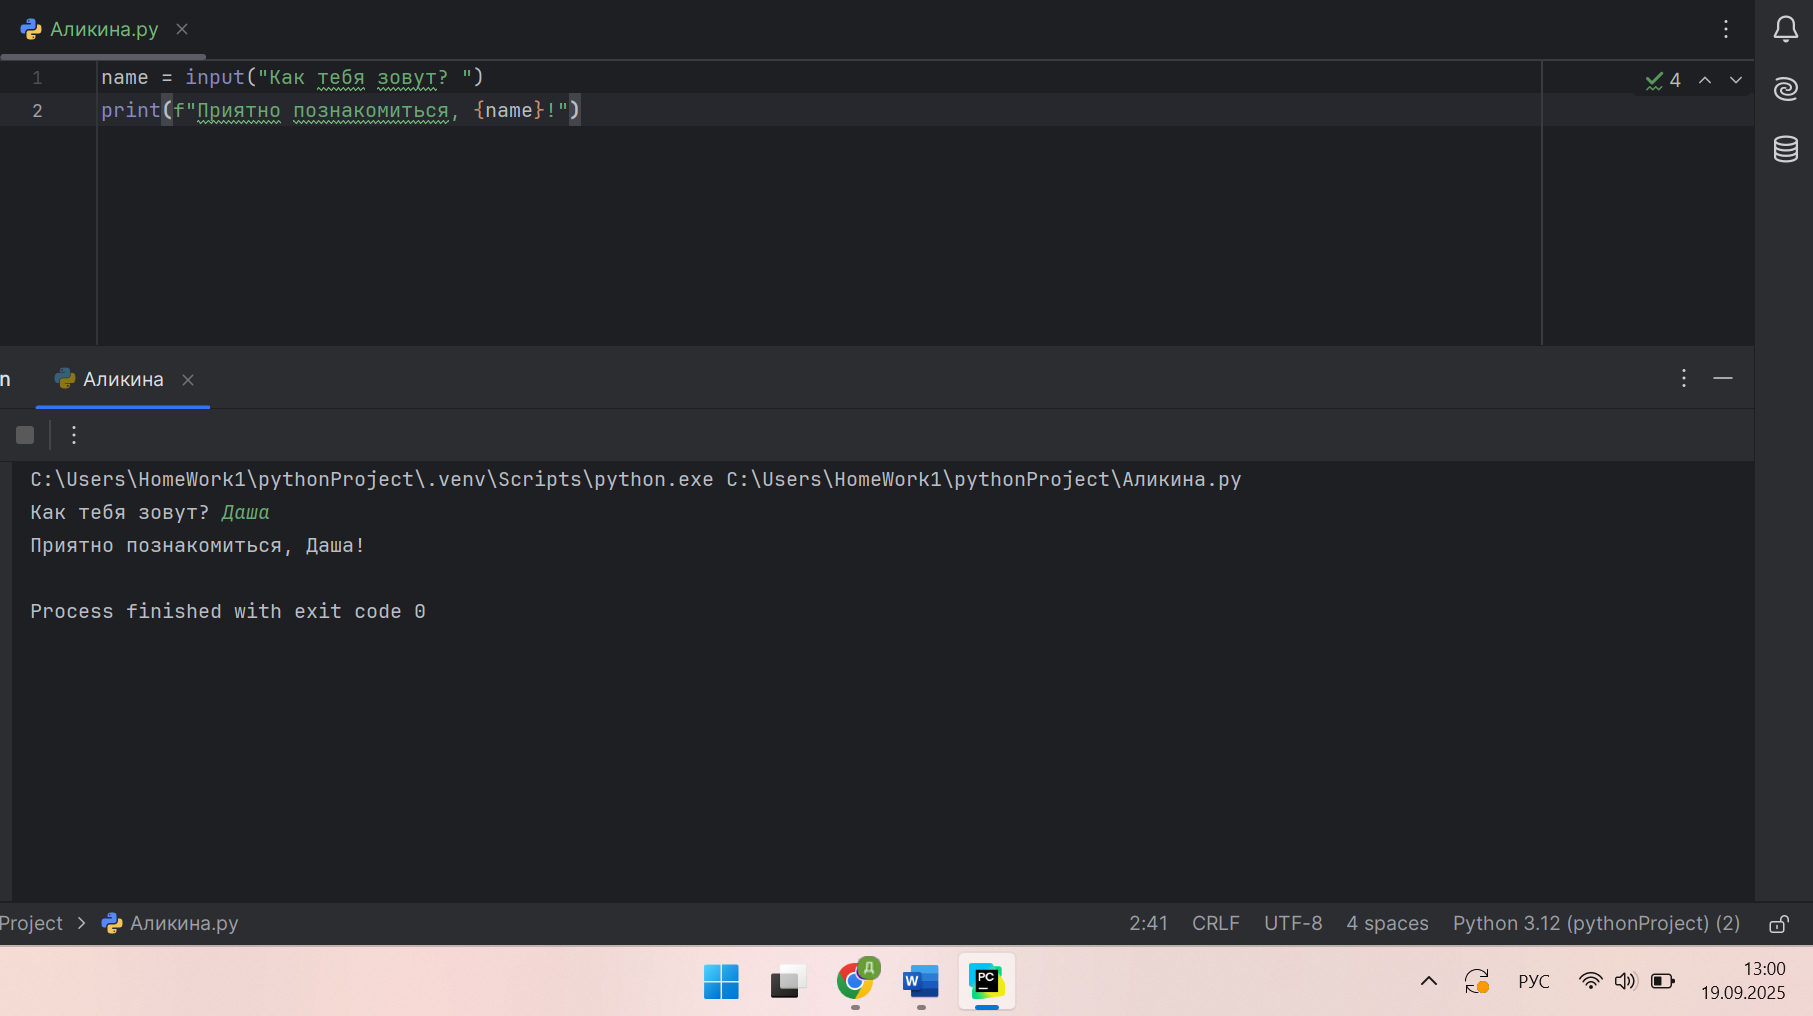 Аликина.py
4
1 name = input("Как тебя зовут? ")
2 print(f"Приятно познакомиться, {name}!")
n Аликина
C:\Users\HomeWork1\pythonProject\.venv\Scripts\python.exe C:\Users\HomeWork1\pythonProject\Аликина.py
Как тебя зовут? Даша
Приятно познакомиться, Даша!
Process finished with exit code 0
Project > Аликина.py 2:41 CRLF UTF-8 4 spaces Python 3.12 (pythonProject) (2)
Д
W
PC
РУС
13:00
19.09.2025